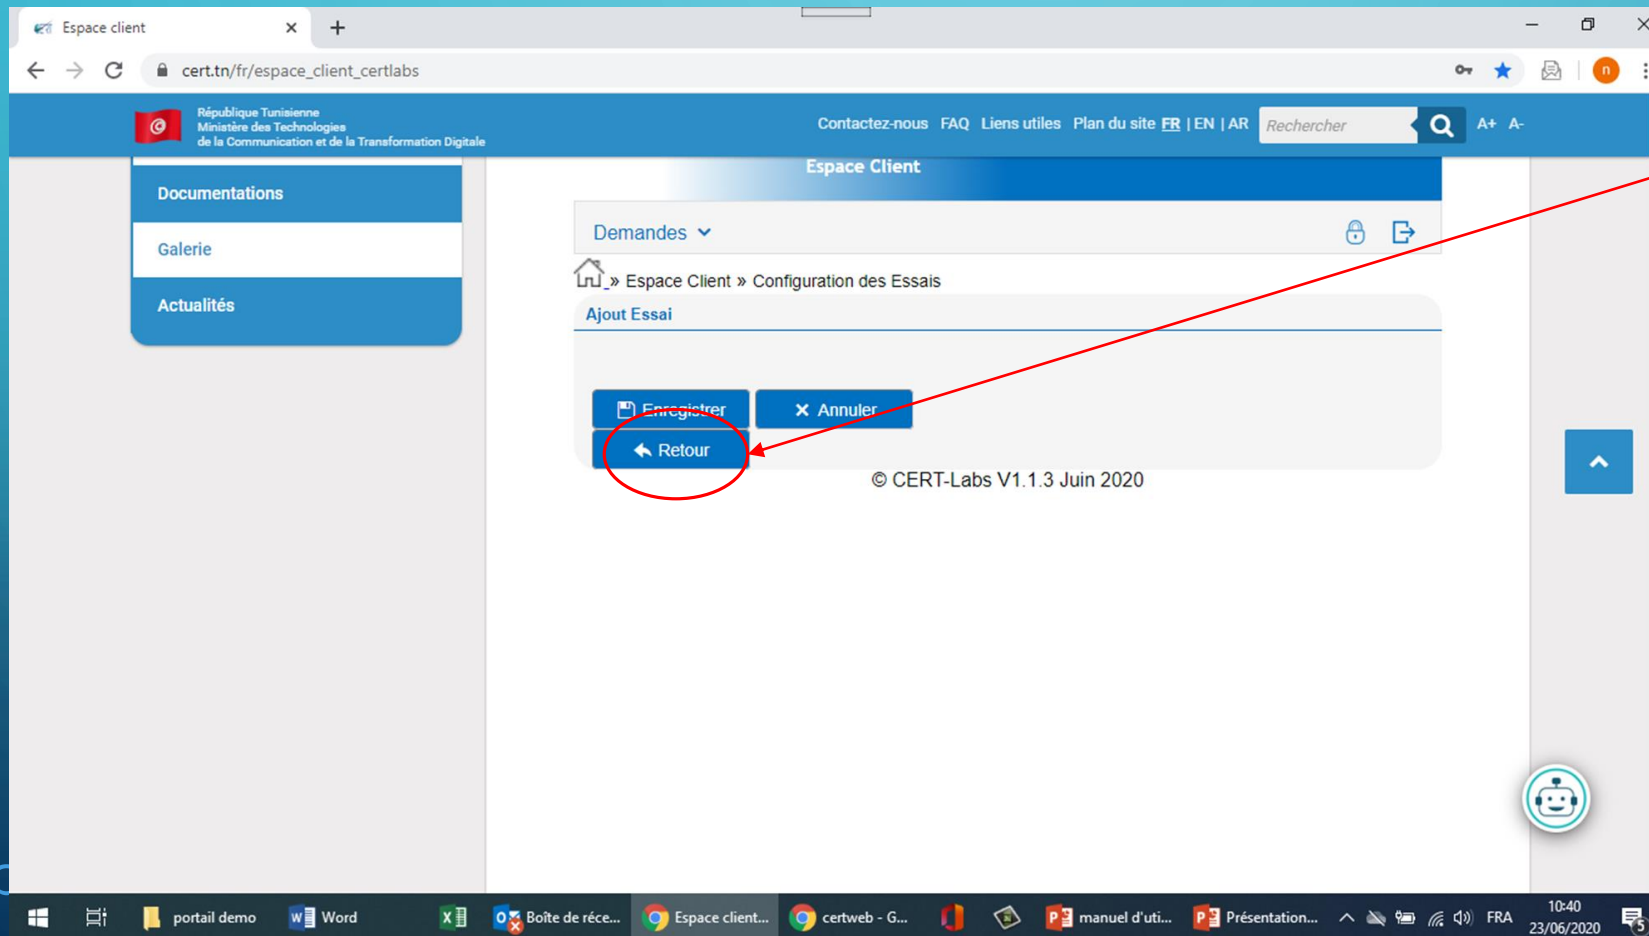 Espace client
cert.tn/fr/espace_client_certlabs
n
République Tunisienne
Ministère des Technologies
de la Communication et de la Transformation Digitale
Contactez-nous FAQ Liens utiles Plan du site FR | EN | AR Rechercher A+ A-
Espace Client
Documentations
Galerie
Actualités
Demandes
» Espace Client » Configuration des Essais
Ajout Essai
Enregistrer
Annuler
Retour
© CERT-Labs V1.1.3 Juin 2020
portail demo Word Boîte de réce... Espace client... certweb - G... manuel d'uti... Présentation... FRA
10:40
23/06/2020
5